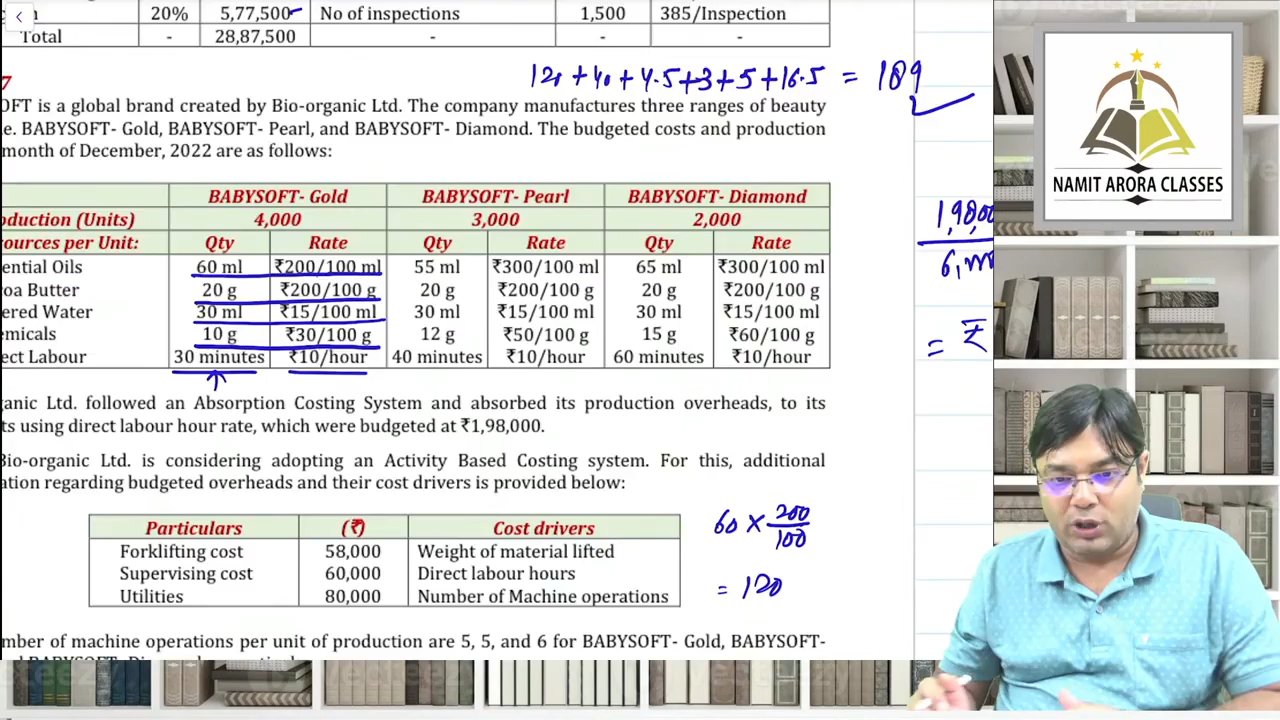 20% 5,77,500 No of inspections 1,500 385/Inspection
Total - 28,87,500 - - -
120 + 40 + 4.5 + 3 + 5 + 16.5 = 189
7
OFT is a global brand created by Bio-organic Ltd. The company manufactures three ranges of beauty
e. BABYSOFT- Gold, BABYSOFT- Pearl, and BABYSOFT- Diamond. The budgeted costs and production
month of December, 2022 are as follows:
BABYSOFT- Gold BABYSOFT- Pearl BABYSOFT- Diamond
oduction (Units) 4,000 3,000 2,000
sources per Unit: Qty Rate Qty Rate Qty Rate
ential Oils 60 ml ₹200/100 ml 55 ml ₹300/100 ml 65 ml ₹300/100 ml
oa Butter 20 g ₹200/100 g 20 g ₹200/100 g 20 g ₹200/100 g
ered Water 30 ml ₹15/100 ml 30 ml ₹15/100 ml 30 ml ₹15/100 ml
emicals 10 g ₹30/100 g 12 g ₹50/100 g 15 g ₹60/100 g
ect Labour 30 minutes ₹10/hour 40 minutes ₹10/hour 60 minutes ₹10/hour
ganic Ltd. followed an Absorption Costing System and absorbed its production overheads, to its
ts using direct labour hour rate, which were budgeted at ₹1,98,000.
Bio-organic Ltd. is considering adopting an Activity Based Costing system. For this, additional
ation regarding budgeted overheads and their cost drivers is provided below:
Particulars (₹) Cost drivers
Forklifting cost 58,000 Weight of material lifted
Supervising cost 60,000 Direct labour hours
Utilities 80,000 Number of Machine operations
60 × 200/100
= 120
mber of machine operations per unit of production are 5, 5, and 6 for BABYSOFT- Gold, BABYSOFT-
1,98,00
= ₹
NAMIT ARORA CLASSES